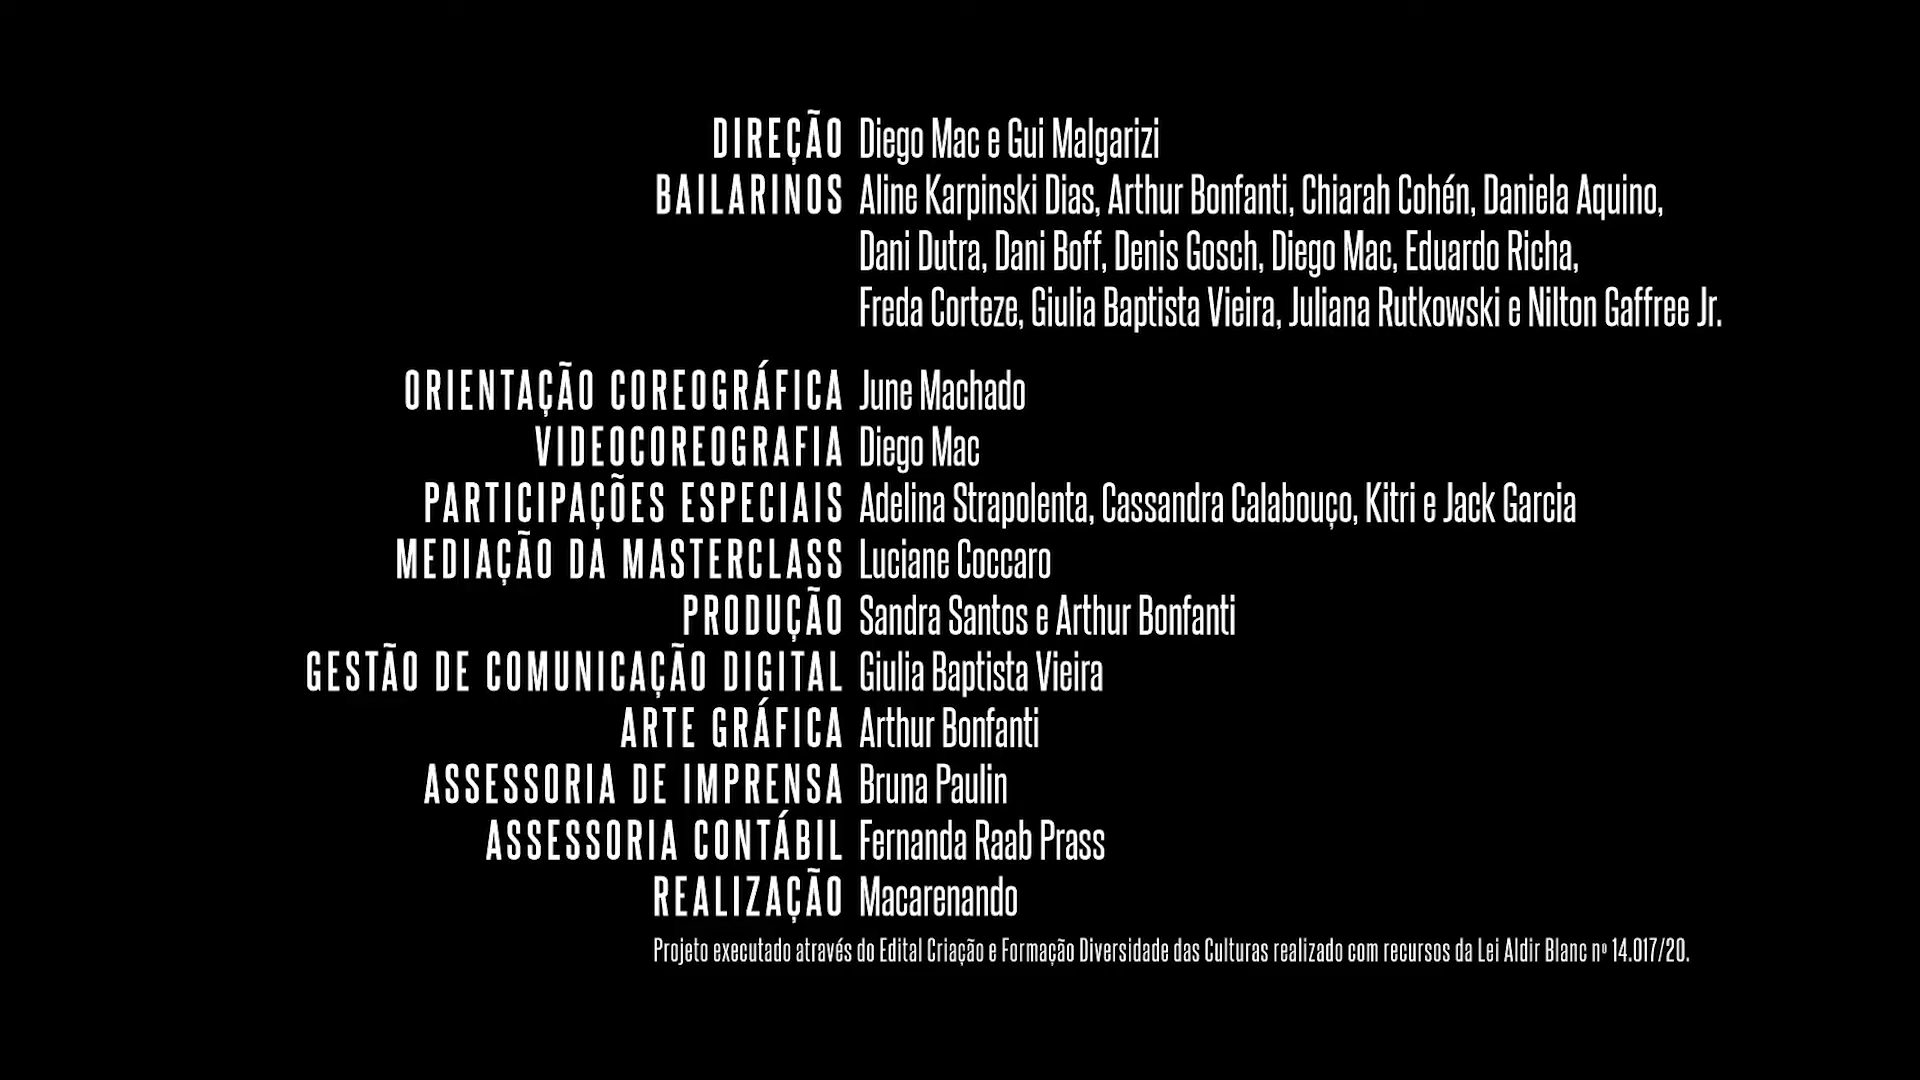 DIREÇÃO Diego Mac e Gui Malgarizi
BAILARINOS Aline Karpinski Dias, Arthur Bonfanti, Chiarah Cohén, Daniela Aquino,
Dani Dutra, Dani Boff, Denis Gosch, Diego Mac, Eduardo Richa,
Freda Corteze, Giulia Baptista Vieira, Juliana Rutkowski e Nilton Gaffree Jr.
ORIENTAÇÃO COREOGRÁFICA June Machado
VIDEOCOREOGRAFIA Diego Mac
PARTICIPAÇÕES ESPECIAIS Adelina Strapolenta, Cassandra Calabouço, Kitri e Jack Garcia
MEDIAÇÃO DA MASTERCLASS Luciane Coccaro
PRODUÇÃO Sandra Santos e Arthur Bonfanti
GESTÃO DE COMUNICAÇÃO DIGITAL Giulia Baptista Vieira
ARTE GRÁFICA Arthur Bonfanti
ASSESSORIA DE IMPRENSA Bruna Paulin
ASSESSORIA CONTÁBIL Fernanda Raab Prass
REALIZAÇÃO Macarenando
Projeto executado através do Edital Criação e Formação Diversidade das Culturas realizado com recursos da Lei Aldir Blanc nº 14.017/20.